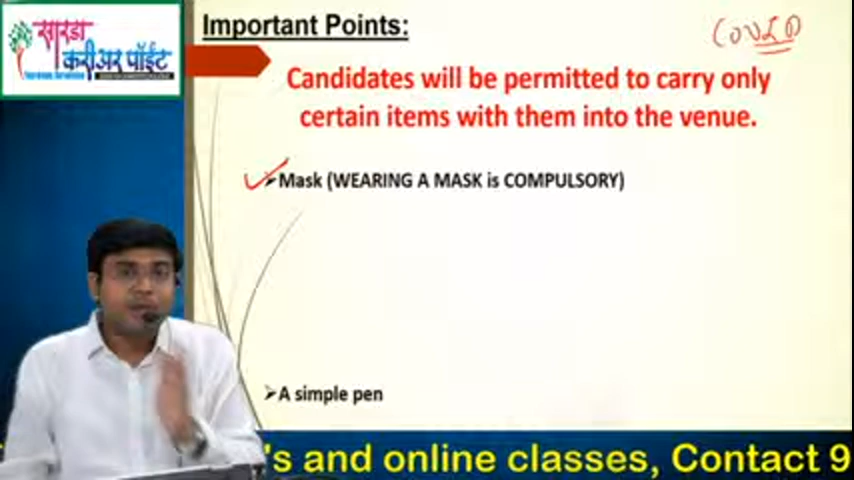 सारडा
करीअर पॉईंट
Important Points:
COVID
Candidates will be permitted to carry only
certain items with them into the venue.
➢Mask (WEARING A MASK is COMPULSORY)
➢A simple pen
's and online classes, Contact 9